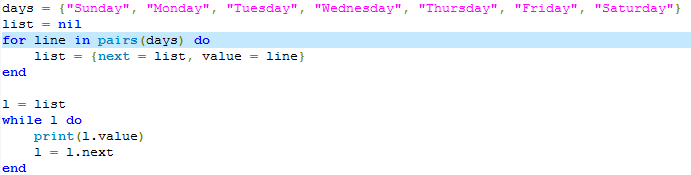 days = {"Sunday", "Monday", "Tuesday", "Wednesday", "Thursday", "Friday", "Saturday"}
list = nil
for line in pairs(days) do
    list = {next = list, value = line}
end

l = list
while l do
    print(l.value)
    l = l.next
end